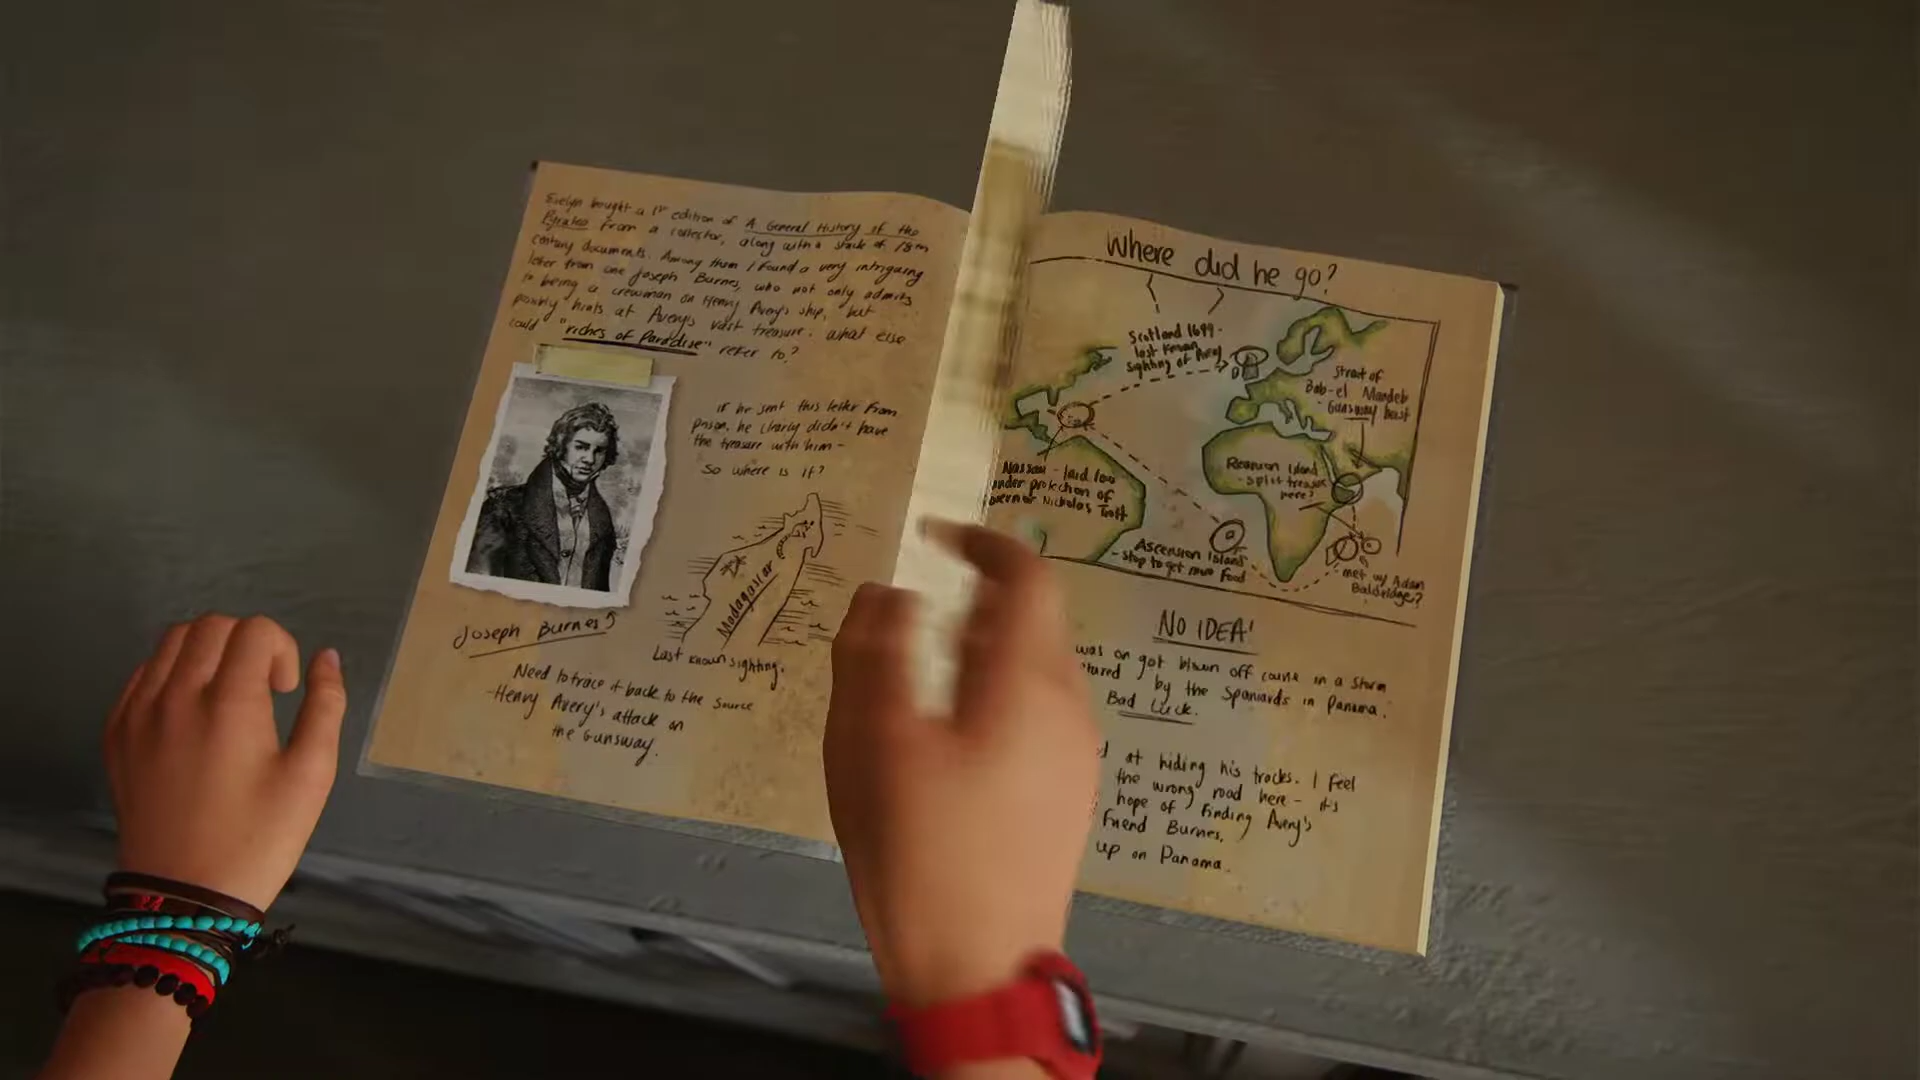 Evelyn bought a 1st edition of A General History of the
Pyrates from a collector, along with a stack of 18th
century documents. Among them I found a very intriguing
letter from one Joseph Burnes, who not only admits
to being a crewman on Henry Avery's ship, but
possibly hints at Avery's vast treasure: what else
could "riches of Paradise" refer to?
If he sent this letter from
prison, he clearly didn't have
the treasure with him -
So where is it?
Madagascar
Joseph Burnes
Last known sighting.
Need to trace it back to the source
- Henry Avery's attack on
the Gunsway.
Where did he go?
Scotland 1699 -
last known
sighting of Avery
Strait of
Bab-el Mandeb
- Gunsway heist
Reunion Island
- split treasure
here?
Nassau - laid low
under protection of
Governor Nicholas Trott
Ascension Island
- stop to get more food
met w/ Adam
Baldridge?
NO IDEA!
was on got blown off course in a storm
by the Spaniards in Panama.
Bad Luck.
at hiding his tracks. I feel
the wrong road here - it's
hope of finding Avery's
friend Burnes,
up on Panama.